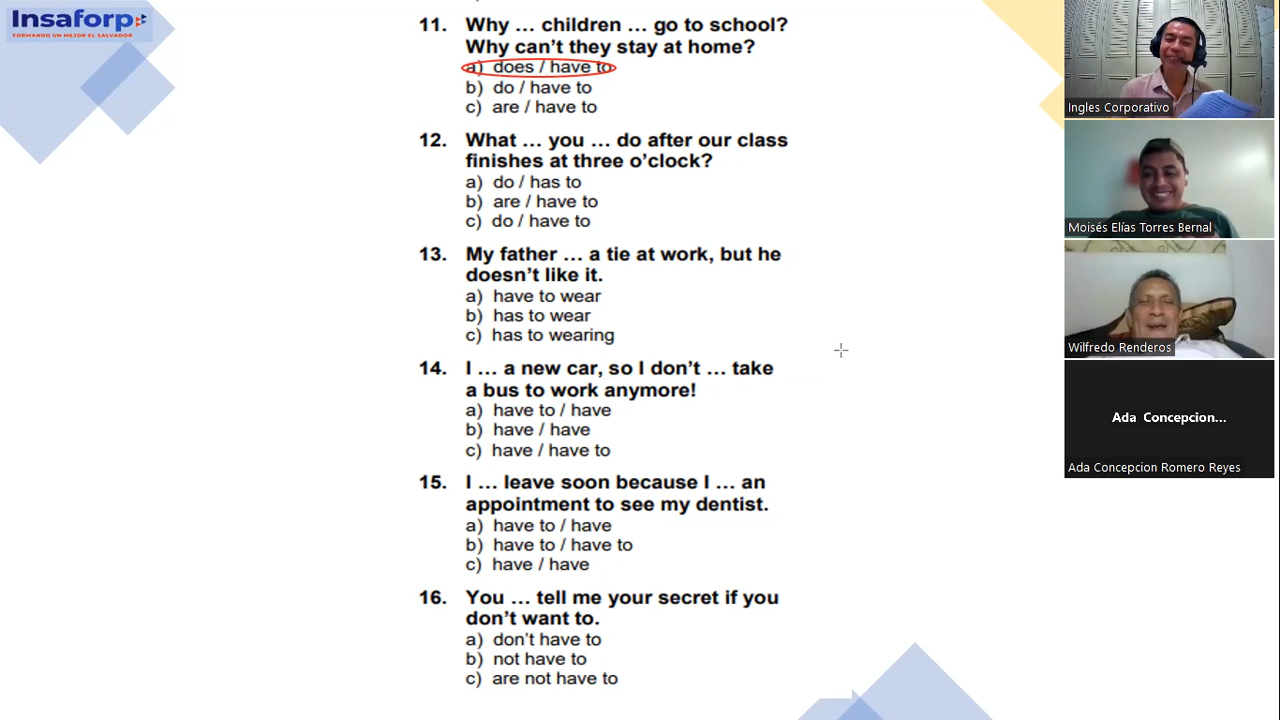 Insaforp
FORMANDO UN MEJOR EL SALVADOR
11. Why … children … go to school?
Why can't they stay at home?
a) does / have to
b) do / have to
c) are / have to
12. What … you … do after our class
finishes at three o'clock?
a) do / has to
b) are / have to
c) do / have to
13. My father … a tie at work, but he
doesn't like it.
a) have to wear
b) has to wear
c) has to wearing
14. I … a new car, so I don't … take
a bus to work anymore!
a) have to / have
b) have / have
c) have / have to
15. I … leave soon because I … an
appointment to see my dentist.
a) have to / have
b) have to / have to
c) have / have
16. You … tell me your secret if you
don't want to.
a) don't have to
b) not have to
c) are not have to
Ingles Corporativo
Moisés Elías Torres Bernal
Wilfredo Renderos
Ada Concepcion...
Ada Concepcion Romero Reyes